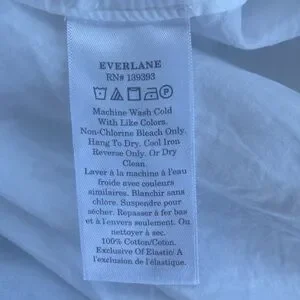 EVERLANE
RN# 139393
Machine Wash Cold
With Like Colors.
Non-Chlorine Bleach Only.
Hang To Dry. Cool Iron
Reverse Only. Or Dry
Clean.
Laver à la machine à l'eau
froide avec couleurs
similaires. Blanchir sans
chlore. Suspendre pour
sécher. Repasser à fer bas
et à l'envers seulement. Ou
nettoyer à sec.
100% Cotton/Coton.
Exclusive Of Elastic/ A
l'exclusion de l'élastique.